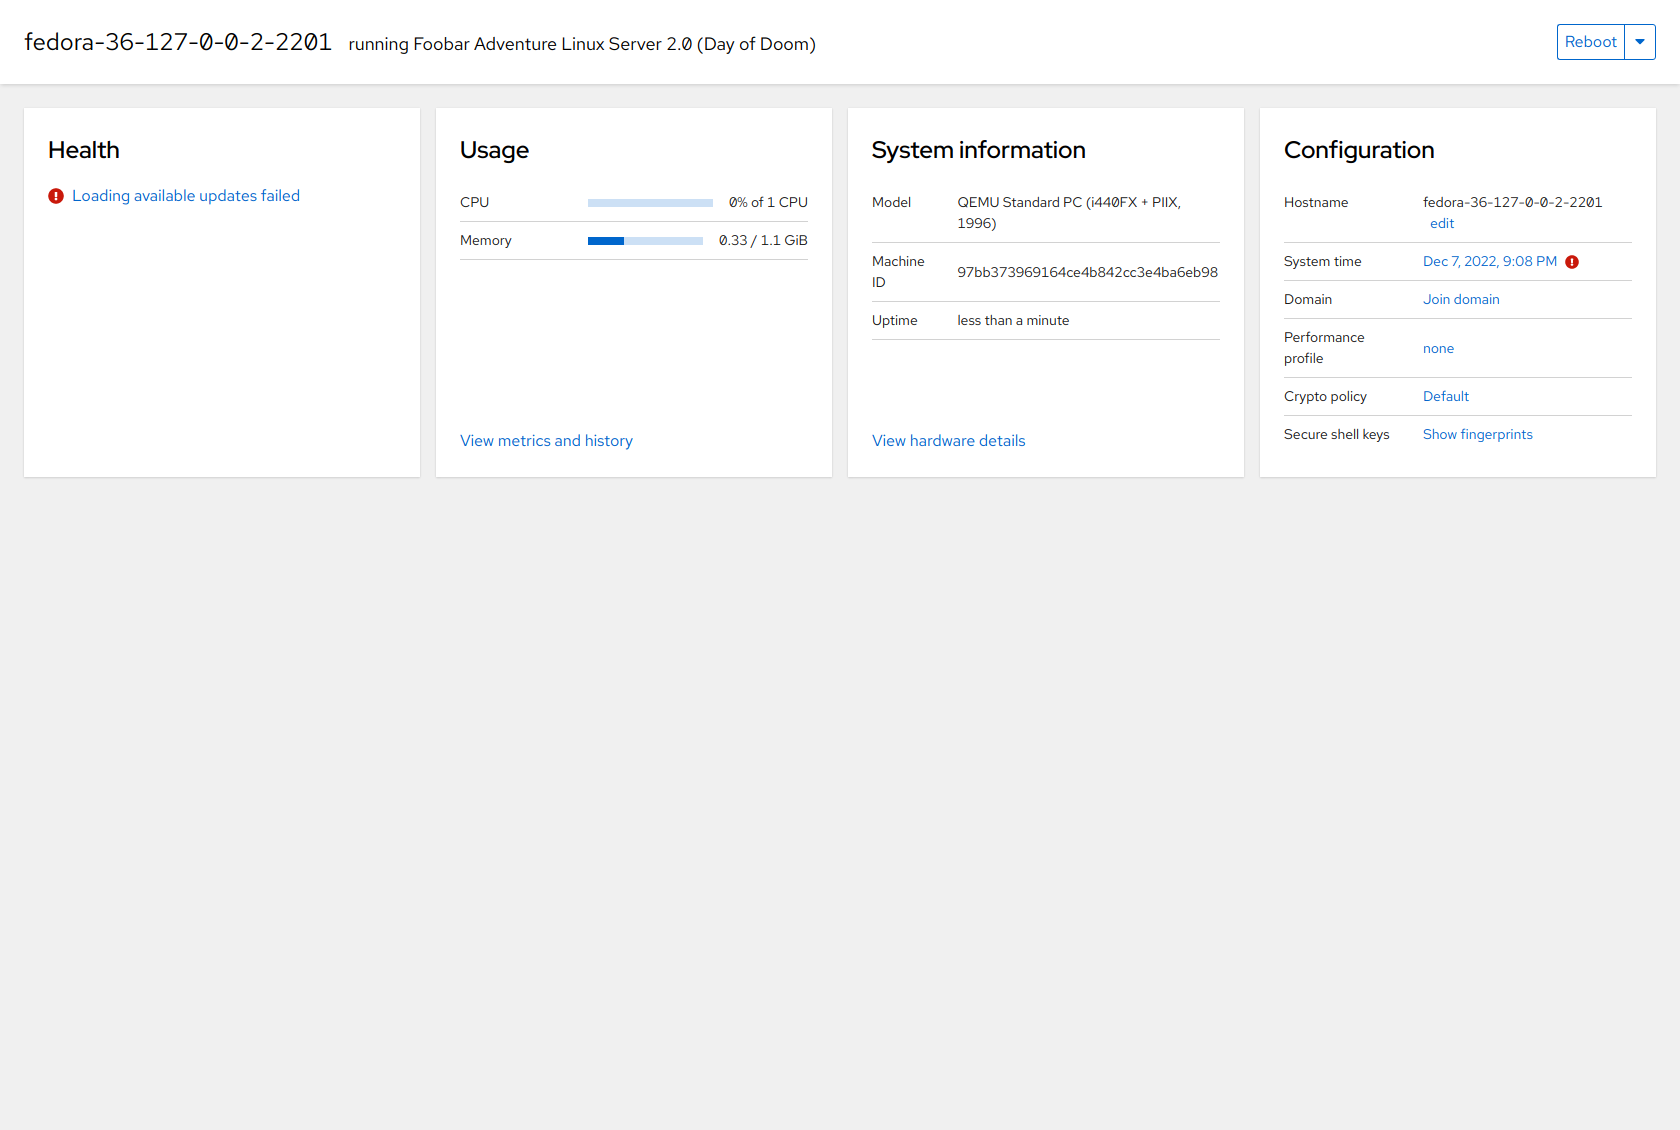 fedora-36-127-0-0-2-2201 running Foobar Adventure Linux Server 2.0 (Day of Doom)
Reboot
Health
Loading available updates failed
Usage
CPU 0% of 1 CPU
Memory 0.33 / 1.1 GiB
View metrics and history
System information
Model QEMU Standard PC (i440FX + PIIX,
1996)
Machine
ID
97bb373969164ce4b842cc3e4ba6eb98
Uptime less than a minute
View hardware details
Configuration
Hostname fedora-36-127-0-0-2-2201
edit
System time Dec 7, 2022, 9:08 PM
Domain Join domain
Performance
profile
none
Crypto policy Default
Secure shell keys Show fingerprints